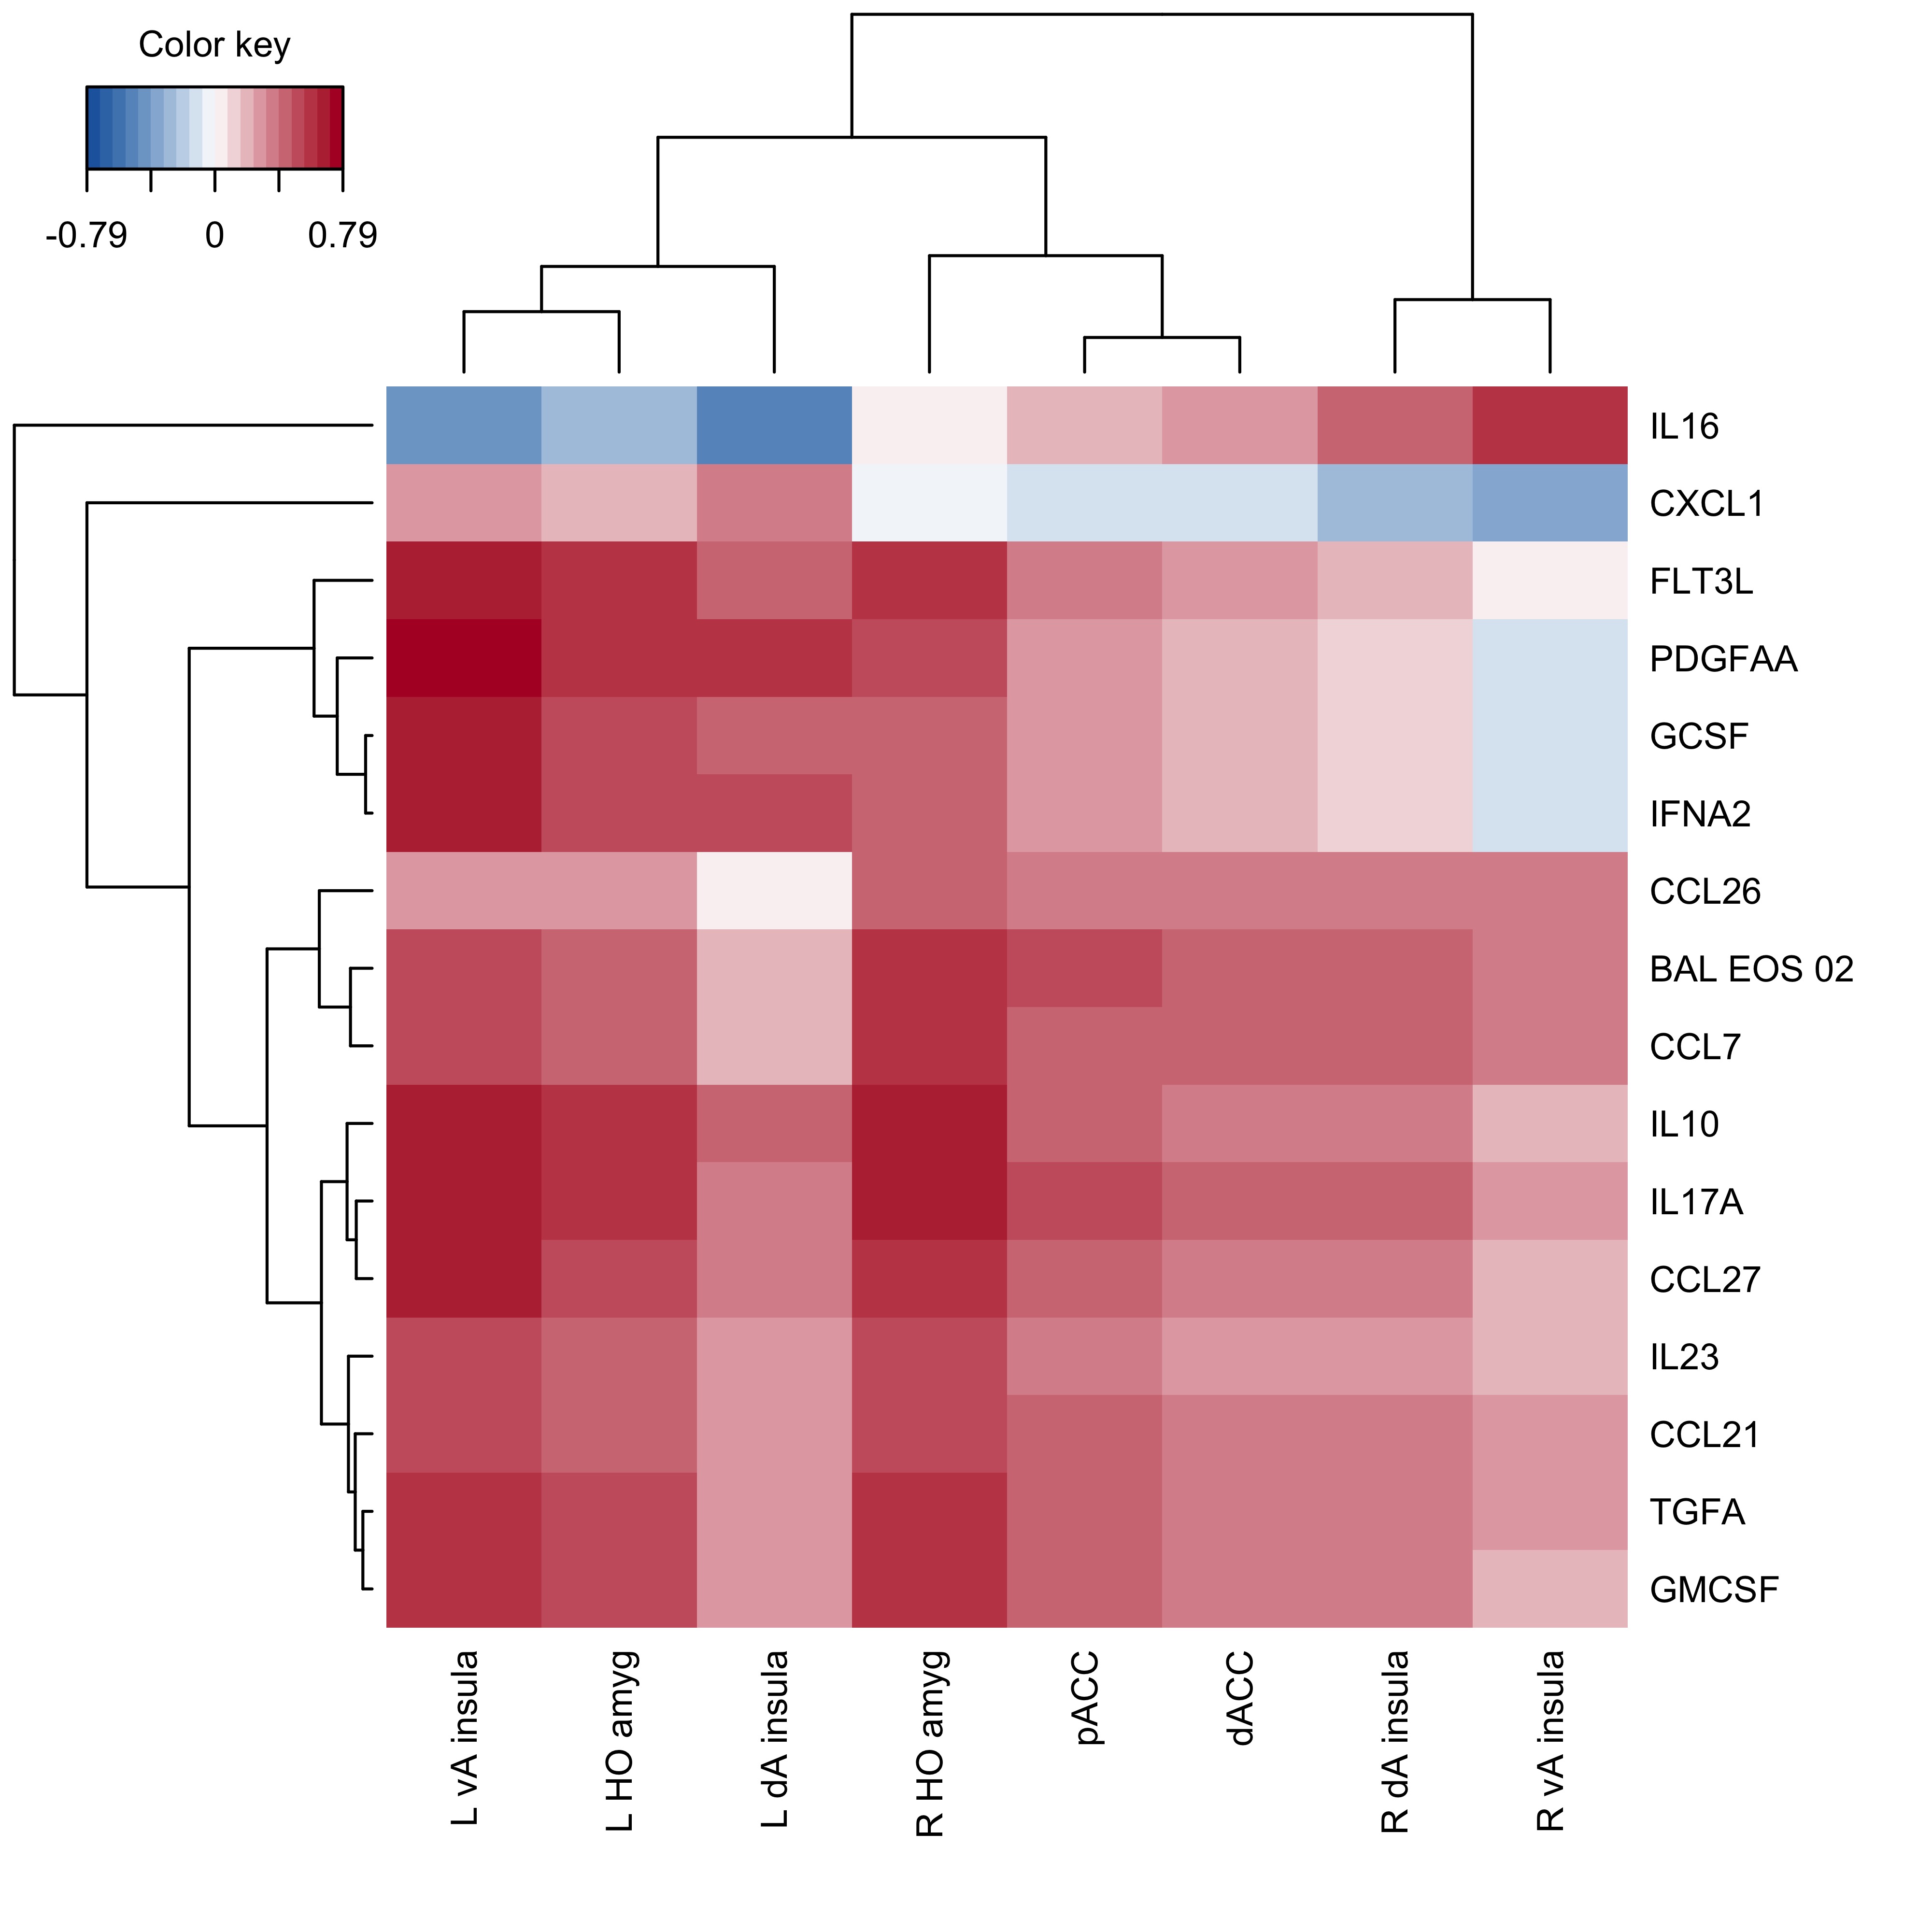 Color key
-0.79 0 0.79
IL16
CXCL1
FLT3L
PDGFAA
GCSF
IFNA2
CCL26
BAL EOS 02
CCL7
IL10
IL17A
CCL27
IL23
CCL21
TGFA
GMCSF
L vA insula
L HO amyg
L dA insula
R HO amyg
pACC
dACC
R dA insula
R vA insula